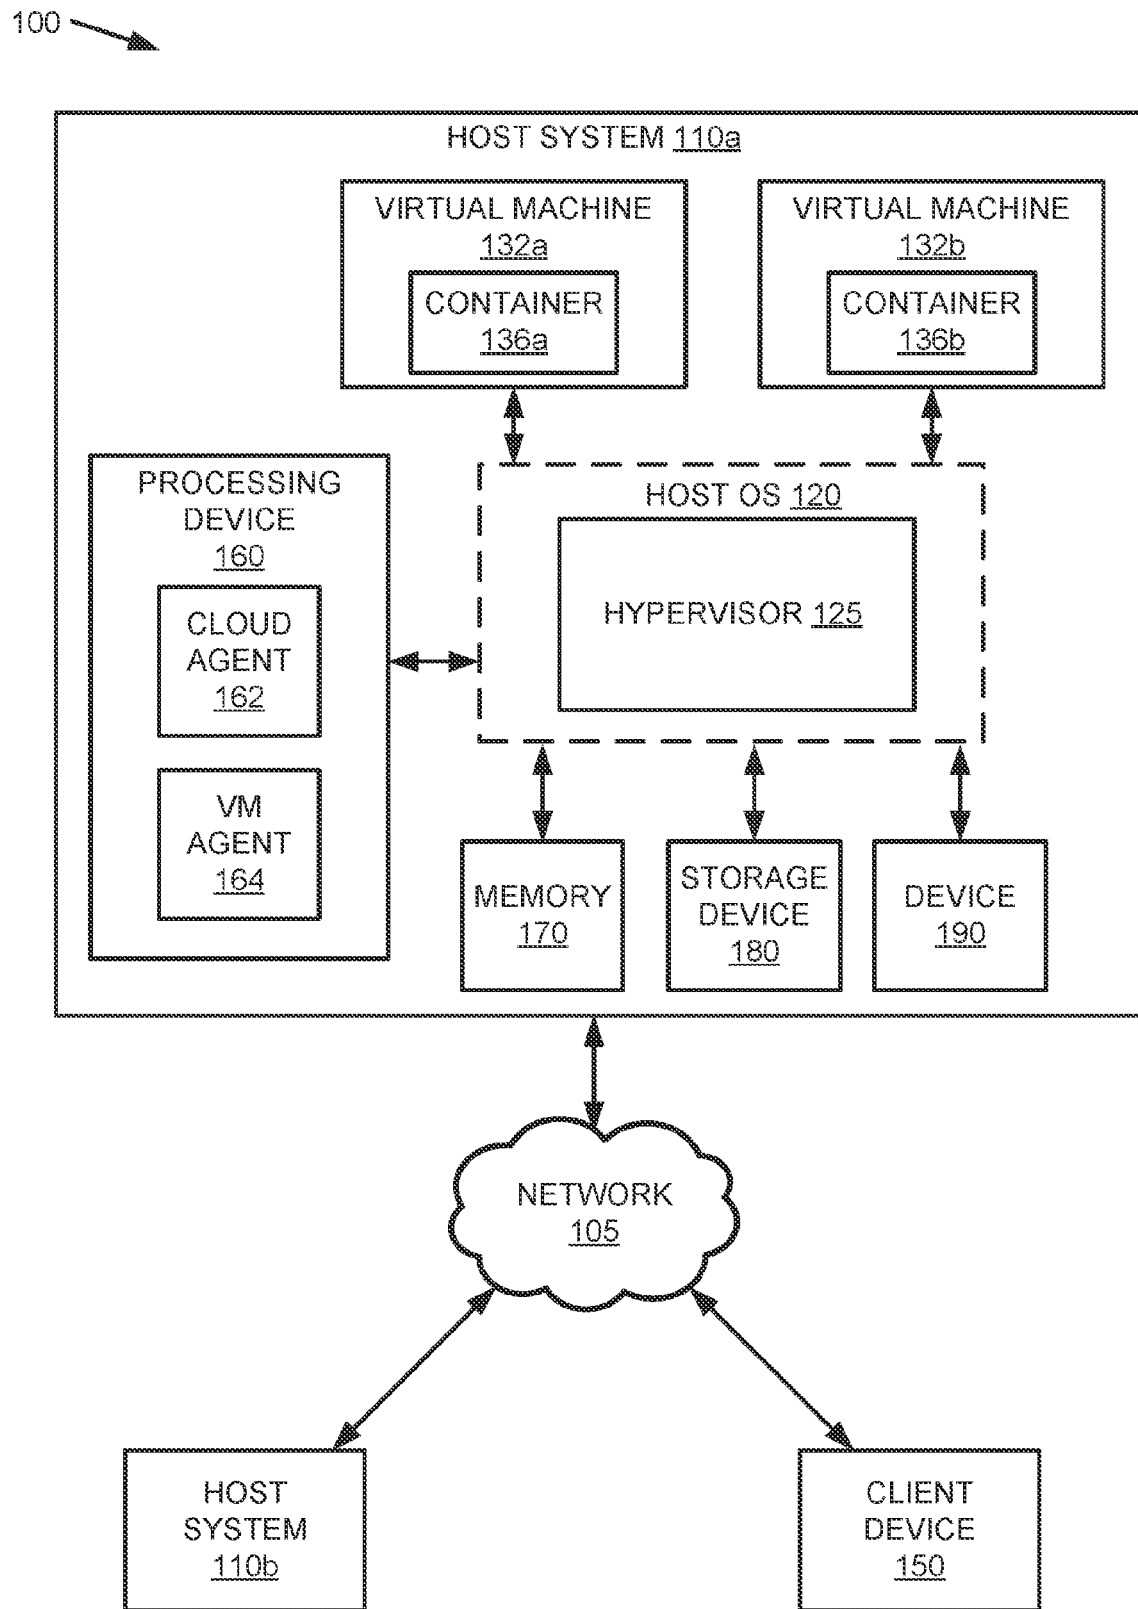 100
HOST SYSTEM 110a
VIRTUAL MACHINE
132a
CONTAINER
136a
VIRTUAL MACHINE
132b
CONTAINER
136b
PROCESSING
DEVICE
160
CLOUD
AGENT
162
VM
AGENT
164
HOST OS 120
HYPERVISOR 125
MEMORY
170
STORAGE
DEVICE
180
DEVICE
190
NETWORK
105
HOST
SYSTEM
110b
CLIENT
DEVICE
150